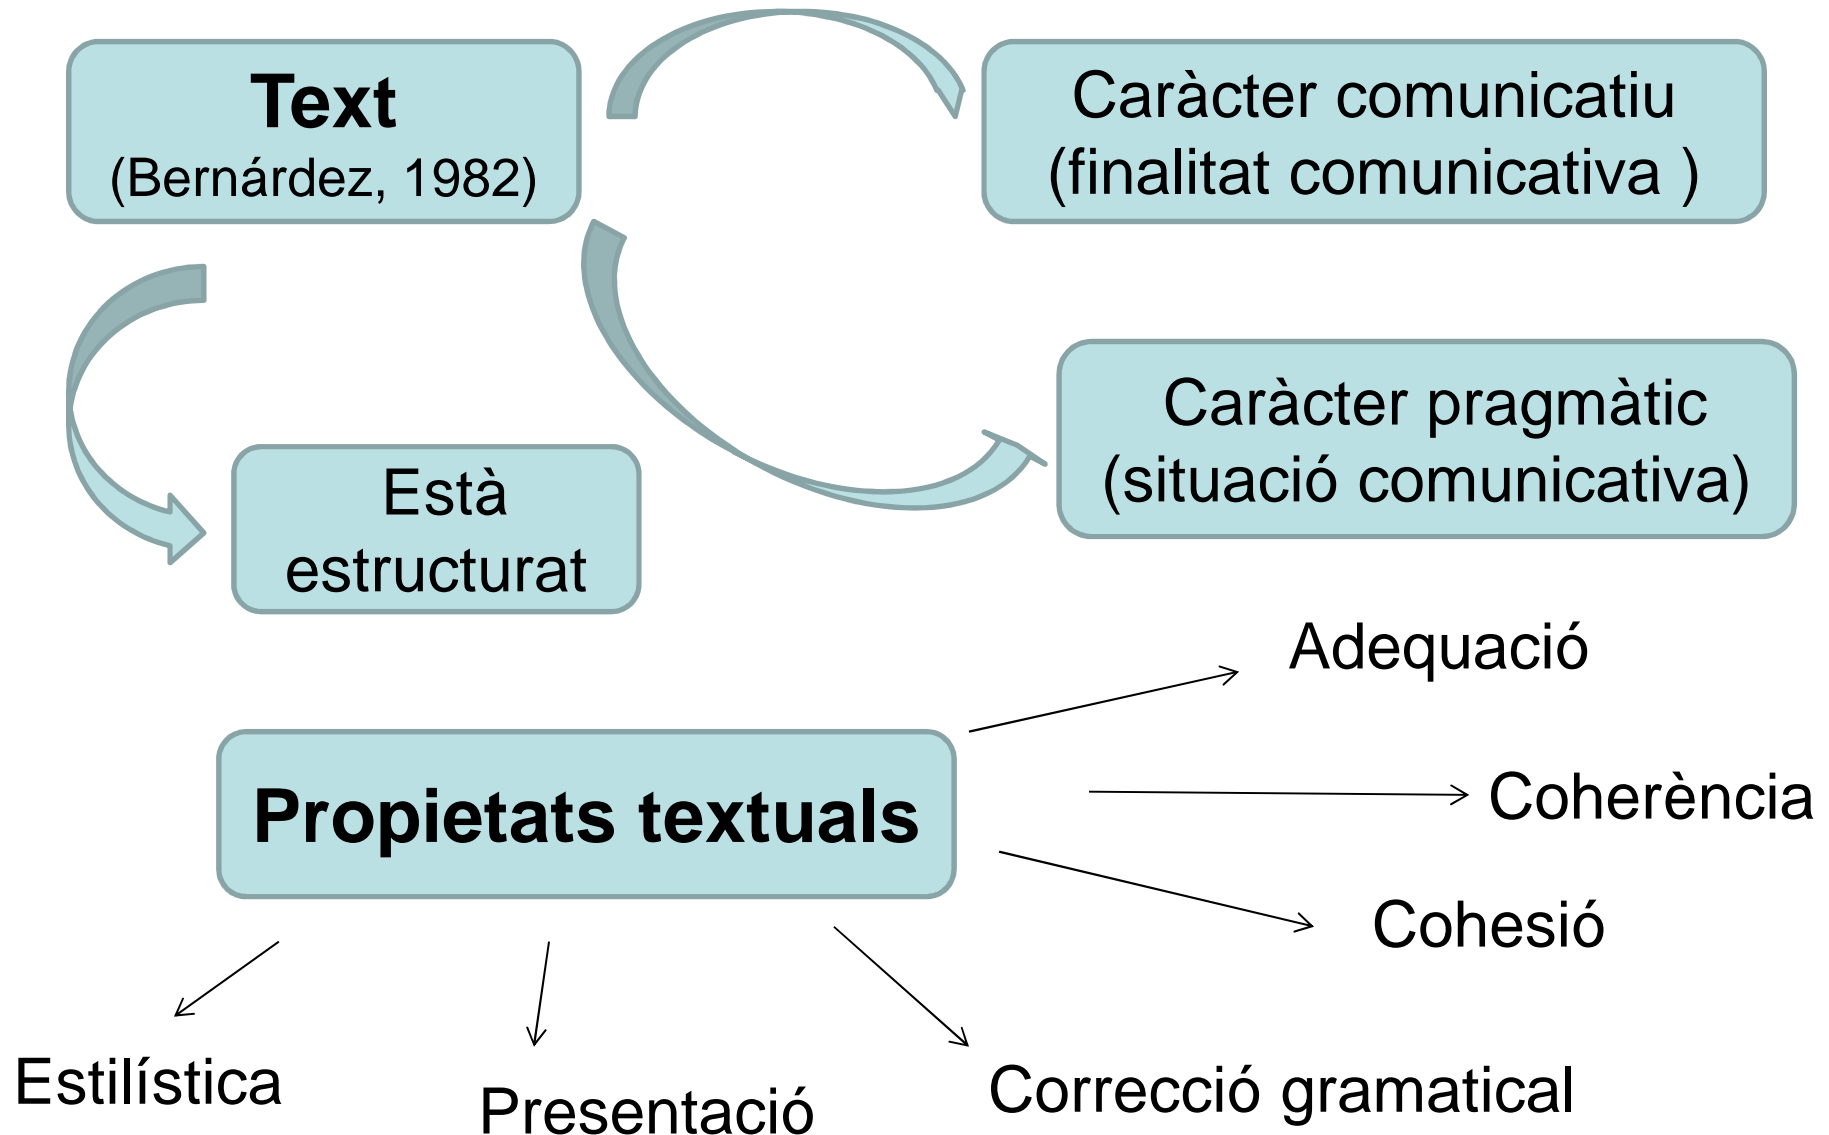 Text
(Bernárdez, 1982)
Caràcter comunicatiu
(finalitat comunicativa )
Caràcter pragmàtic
(situació comunicativa)
Està
estructurat
Propietats textuals
Adequació
Coherència
Cohesió
Correcció gramatical
Presentació
Estilística